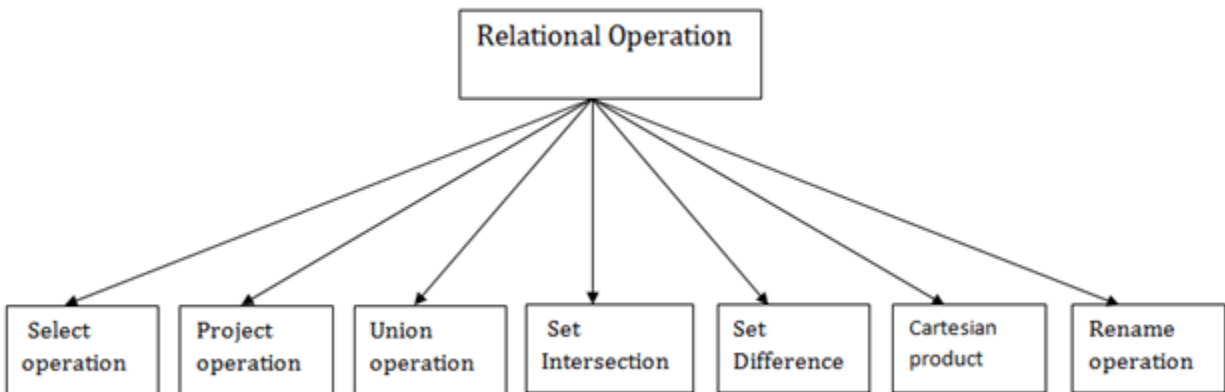 Relational Operation
Select
operation
Project
operation
Union
operation
Set
Intersection
Set
Difference
Cartesian
product
Rename
operation